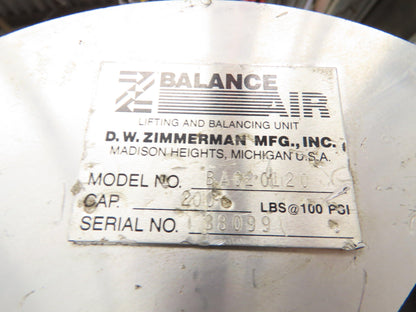 Z BALANCE
AIR
LIFTING AND BALANCING UNIT
D.W. ZIMMERMAN MFG., INC.
MADISON HEIGHTS, MICHIGAN U.S.A.
MODEL NO.
CAP. LBS@100 PSI
SERIAL NO.